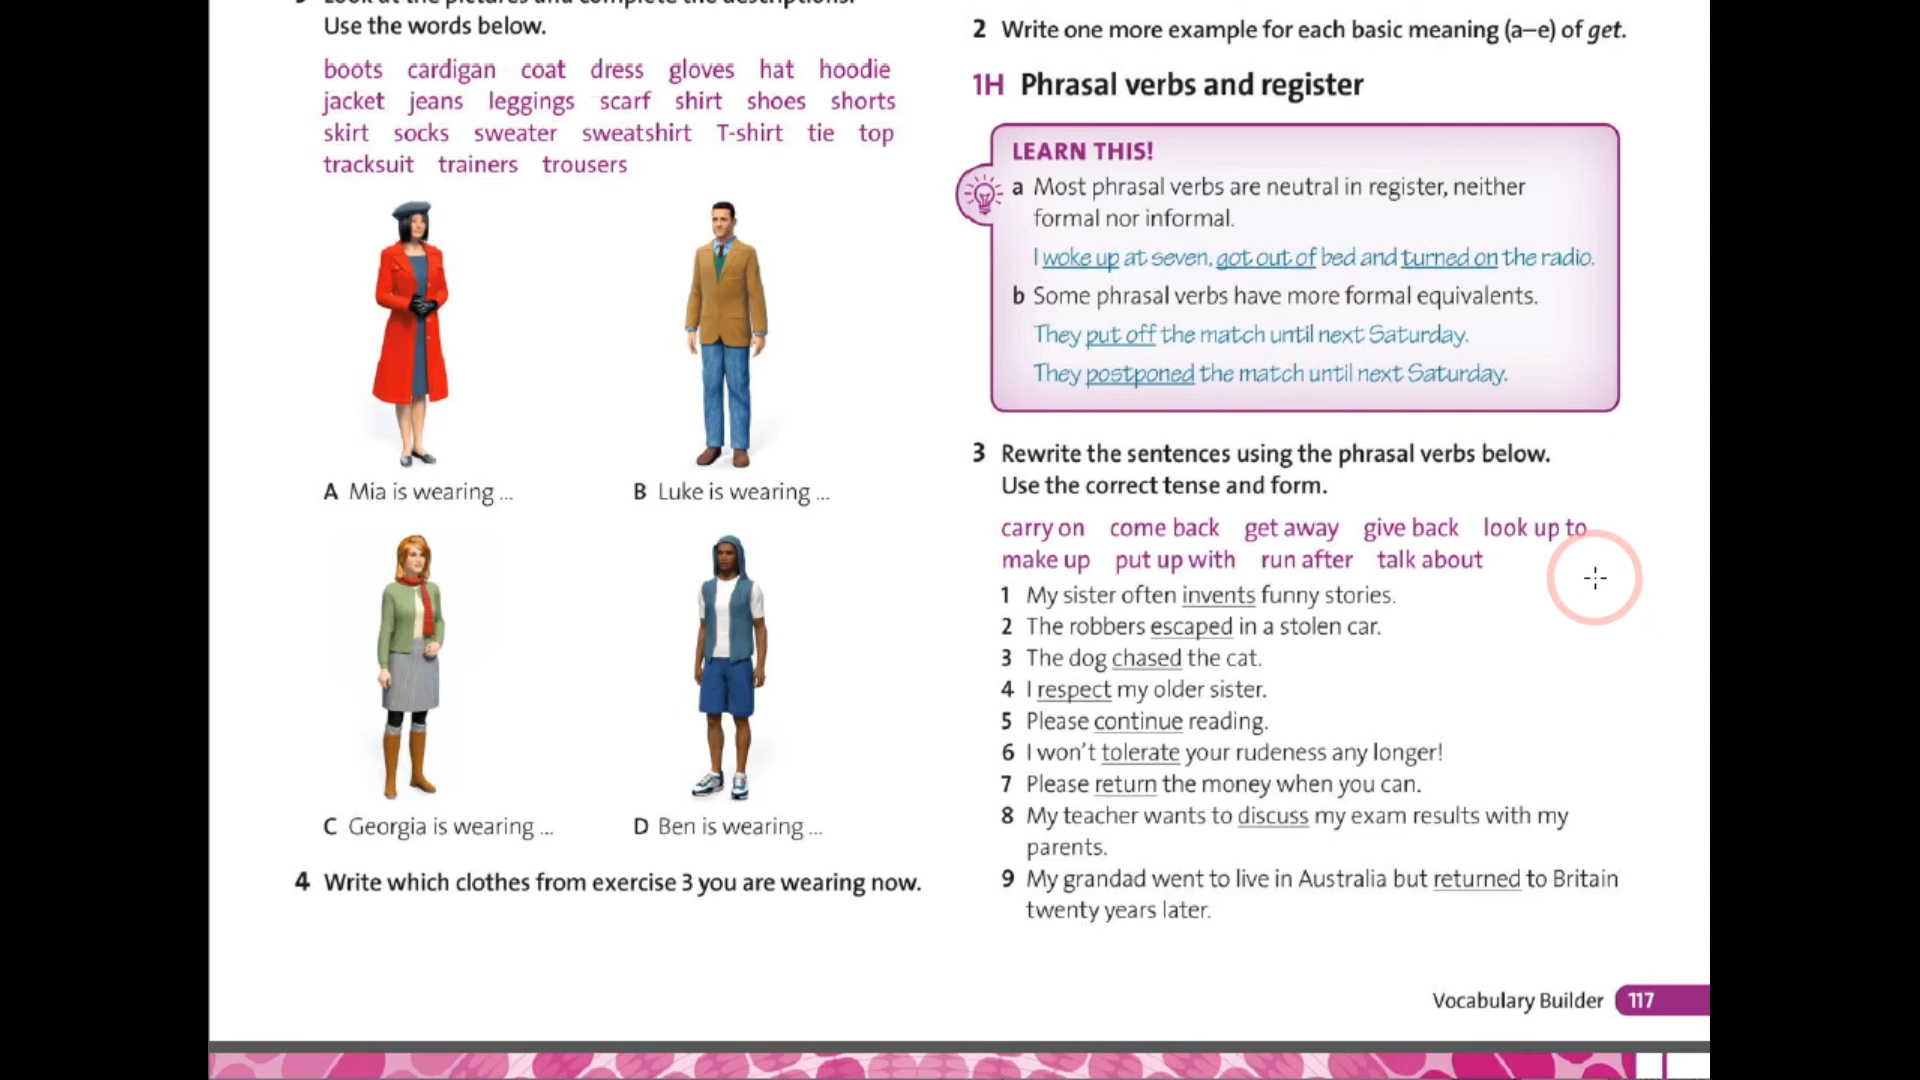 Use the words below.
boots cardigan coat dress gloves hat hoodie
jacket jeans leggings scarf shirt shoes shorts
skirt socks sweater sweatshirt T-shirt tie top
tracksuit trainers trousers
A Mia is wearing ...
B Luke is wearing ...
C Georgia is wearing ...
D Ben is wearing ...
4 Write which clothes from exercise 3 you are wearing now.
2 Write one more example for each basic meaning (a–e) of get.
1H Phrasal verbs and register
LEARN THIS!
a Most phrasal verbs are neutral in register, neither
formal nor informal.
I woke up at seven, got out of bed and turned on the radio.
b Some phrasal verbs have more formal equivalents.
They put off the match until next Saturday.
They postponed the match until next Saturday.
3 Rewrite the sentences using the phrasal verbs below.
Use the correct tense and form.
carry on come back get away give back look up to
make up put up with run after talk about
1 My sister often invents funny stories.
2 The robbers escaped in a stolen car.
3 The dog chased the cat.
4 I respect my older sister.
5 Please continue reading.
6 I won't tolerate your rudeness any longer!
7 Please return the money when you can.
8 My teacher wants to discuss my exam results with my
parents.
9 My grandad went to live in Australia but returned to Britain
twenty years later.
Vocabulary Builder 117